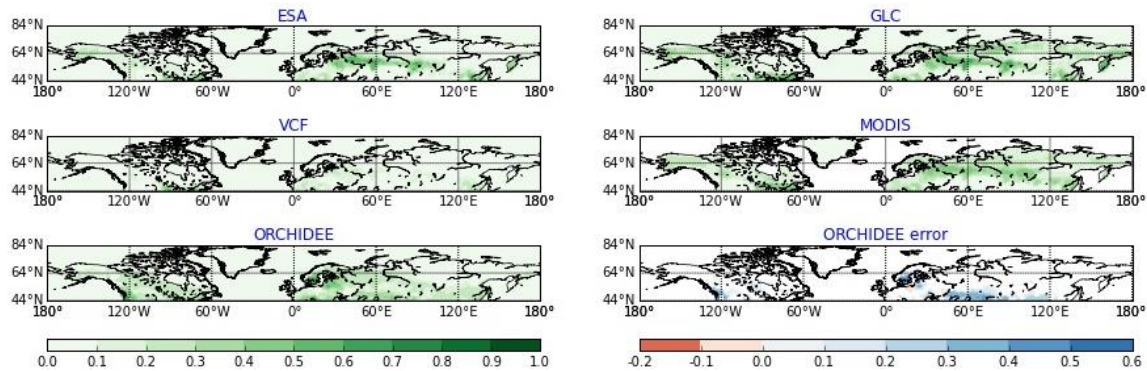 ESA
84°N
64°N
44°N
180° 120°W 60°W 0° 60°E 120°E 180°
GLC
84°N
64°N
44°N
180° 120°W 60°W 0° 60°E 120°E 180°
VCF
84°N
64°N
44°N
180° 120°W 60°W 0° 60°E 120°E 180°
MODIS
84°N
64°N
44°N
180° 120°W 60°W 0° 60°E 120°E 180°
ORCHIDEE
84°N
64°N
44°N
180° 120°W 60°W 0° 60°E 120°E 180°
ORCHIDEE error
84°N
64°N
44°N
180° 120°W 60°W 0° 60°E 120°E 180°
0.0 0.1 0.2 0.3 0.4 0.5 0.6 0.7 0.8 0.9 1.0
-0.2 -0.1 0.0 0.1 0.2 0.3 0.4 0.5 0.6